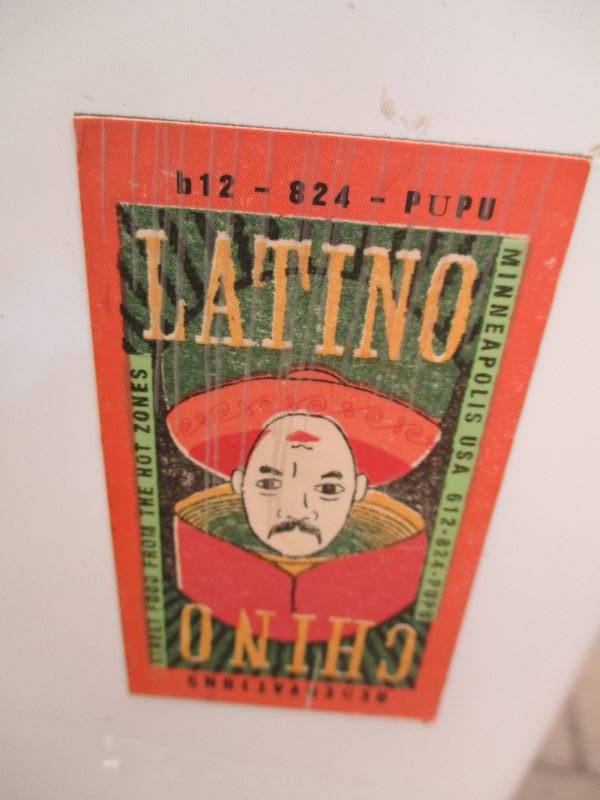 612 - 824 - PUPU
LATINO
MINNEAPOLIS USA 612-824-PUPU
STREET FOOD FROM THE HOT ZONES
CHINO
RESERVATIONS